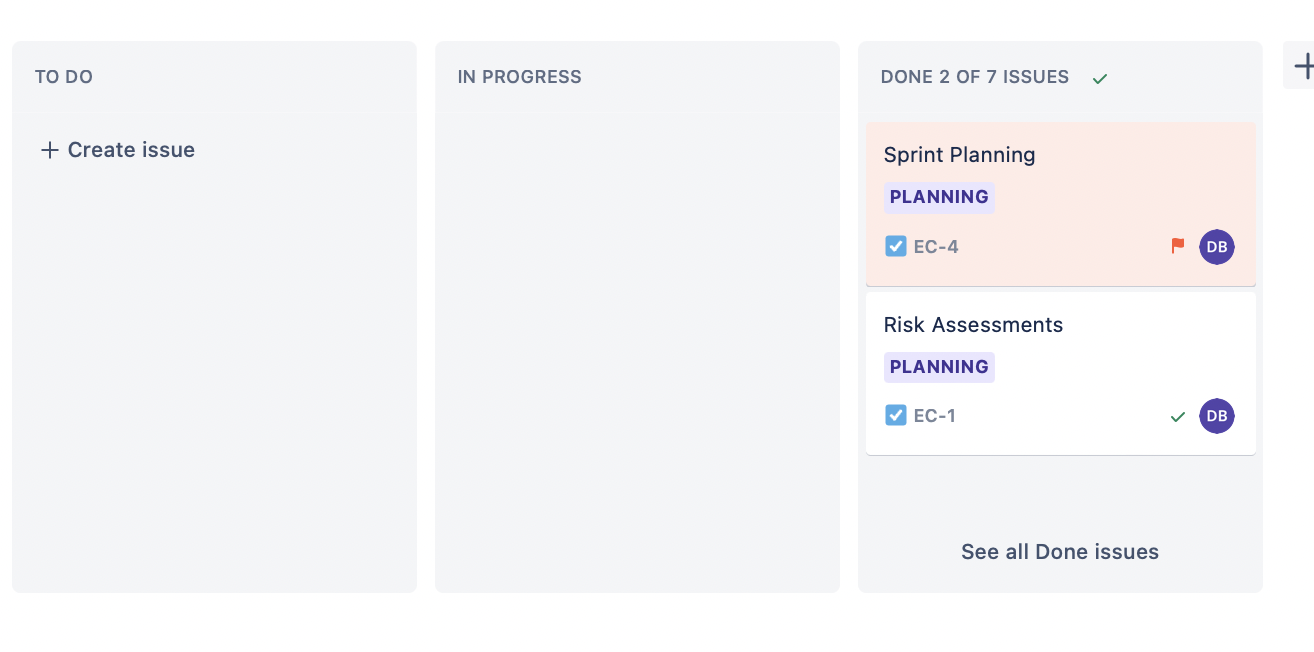 TO DO
+ Create issue
IN PROGRESS
DONE 2 OF 7 ISSUES
Sprint Planning
PLANNING
EC-4
DB
Risk Assessments
PLANNING
EC-1
DB
See all Done issues